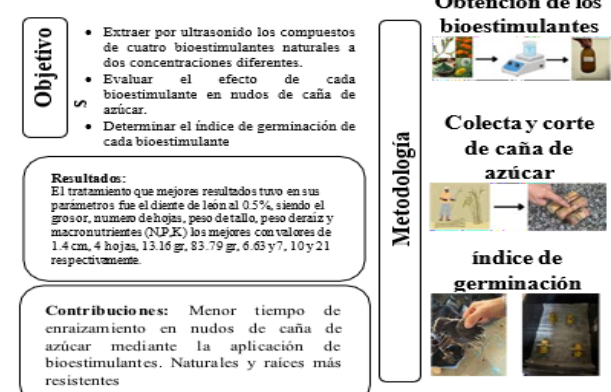 Objetivo
s
• Extraer por ultrasonido los compuestos
de cuatro bioestimulantes naturales a
dos concentraciones diferentes.
• Evaluar el efecto de cada
bioestimulante en nudos de caña de
azúcar.
• Determinar el índice de germinación de
cada bioestimulante
Resultados:
El tratamiento que mejores resultados tuvo en sus
parámetros fue el diente de león al 0.5%, siendo el
grosor, numero de hojas, peso de tallo, peso de raíz y
macronutrientes (N,P,K) los mejores con valores de
1.4 cm, 4 hojas, 13.16 gr, 83.79 gr, 6.63 y 7, 10 y 21
respectivamente.
Contribuciones: Menor tiempo de
enraizamiento en nudos de caña de
azúcar mediante la aplicación de
bioestimulantes. Naturales y raíces más
resistentes
Metodología
Obtención de los
bioestimulantes
Colecta y corte
de caña de
azúcar
índice de
germinación